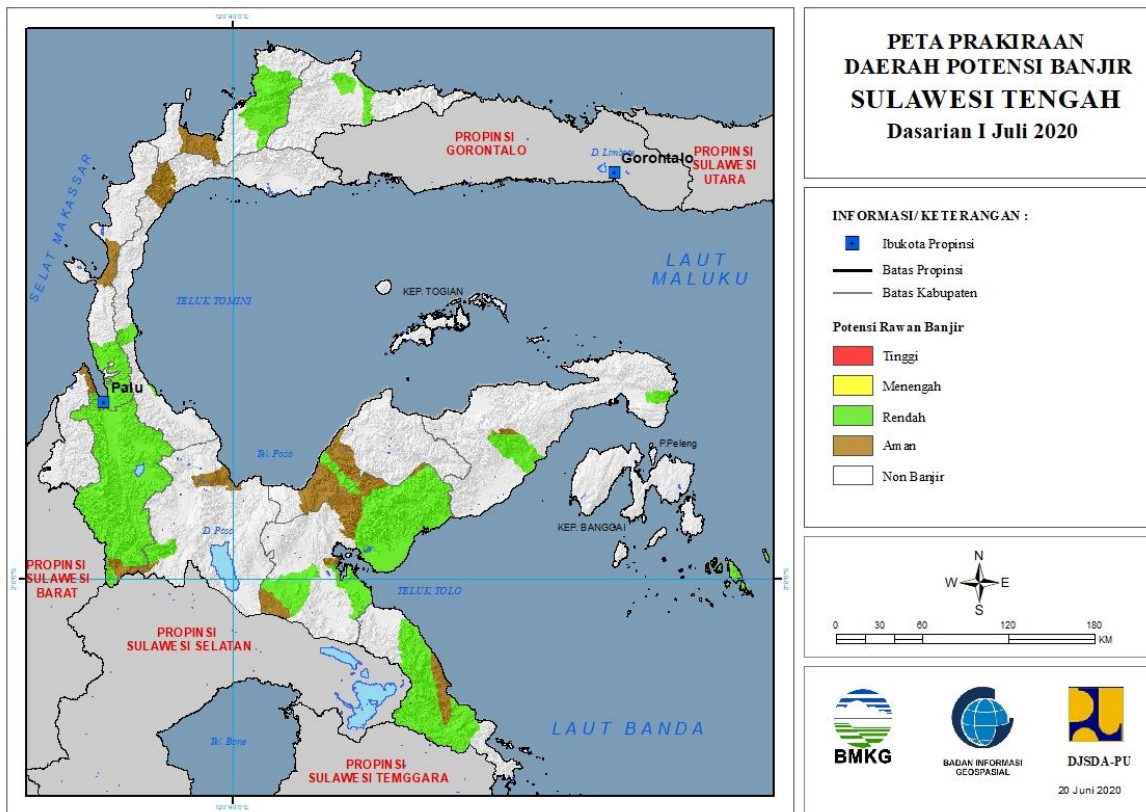 PETA PRAKIRAAN
DAERAH POTENSI BANJIR
SULAWESI TENGAH
Dasarian I Juli 2020
INFORMASI/ KETERANGAN :
Ibukota Propinsi
Batas Propinsi
Batas Kabupaten
Potensi Rawan Banjir
Tinggi
Menengah
Rendah
Aman
Non Banjir
N
W E
S
0 30 60 120 180
KM
BMKG
BADAN INFORMASI
GEOSPASIAL
DJSDA-PU
20 Juni 2020
PROPINSI
GORONTALO
D. Limboto
Gorontalo
PROPINSI
SULAWESI
UTARA
SELAT MAKASSAR
LAUT
MALUKU
TELUK TOMINI
KEP. TOGIAN
Palu
Tel. Poso
P.Peleng
KEP. BANGGAI
D. Poso
PROPINSI
SULAWESI
BARAT
TELUK TOLO
PROPINSI
SULAWESI SELATAN
LAUT BANDA
Tel. Bone
PROPINSI
SULAWESI TEMGGARA